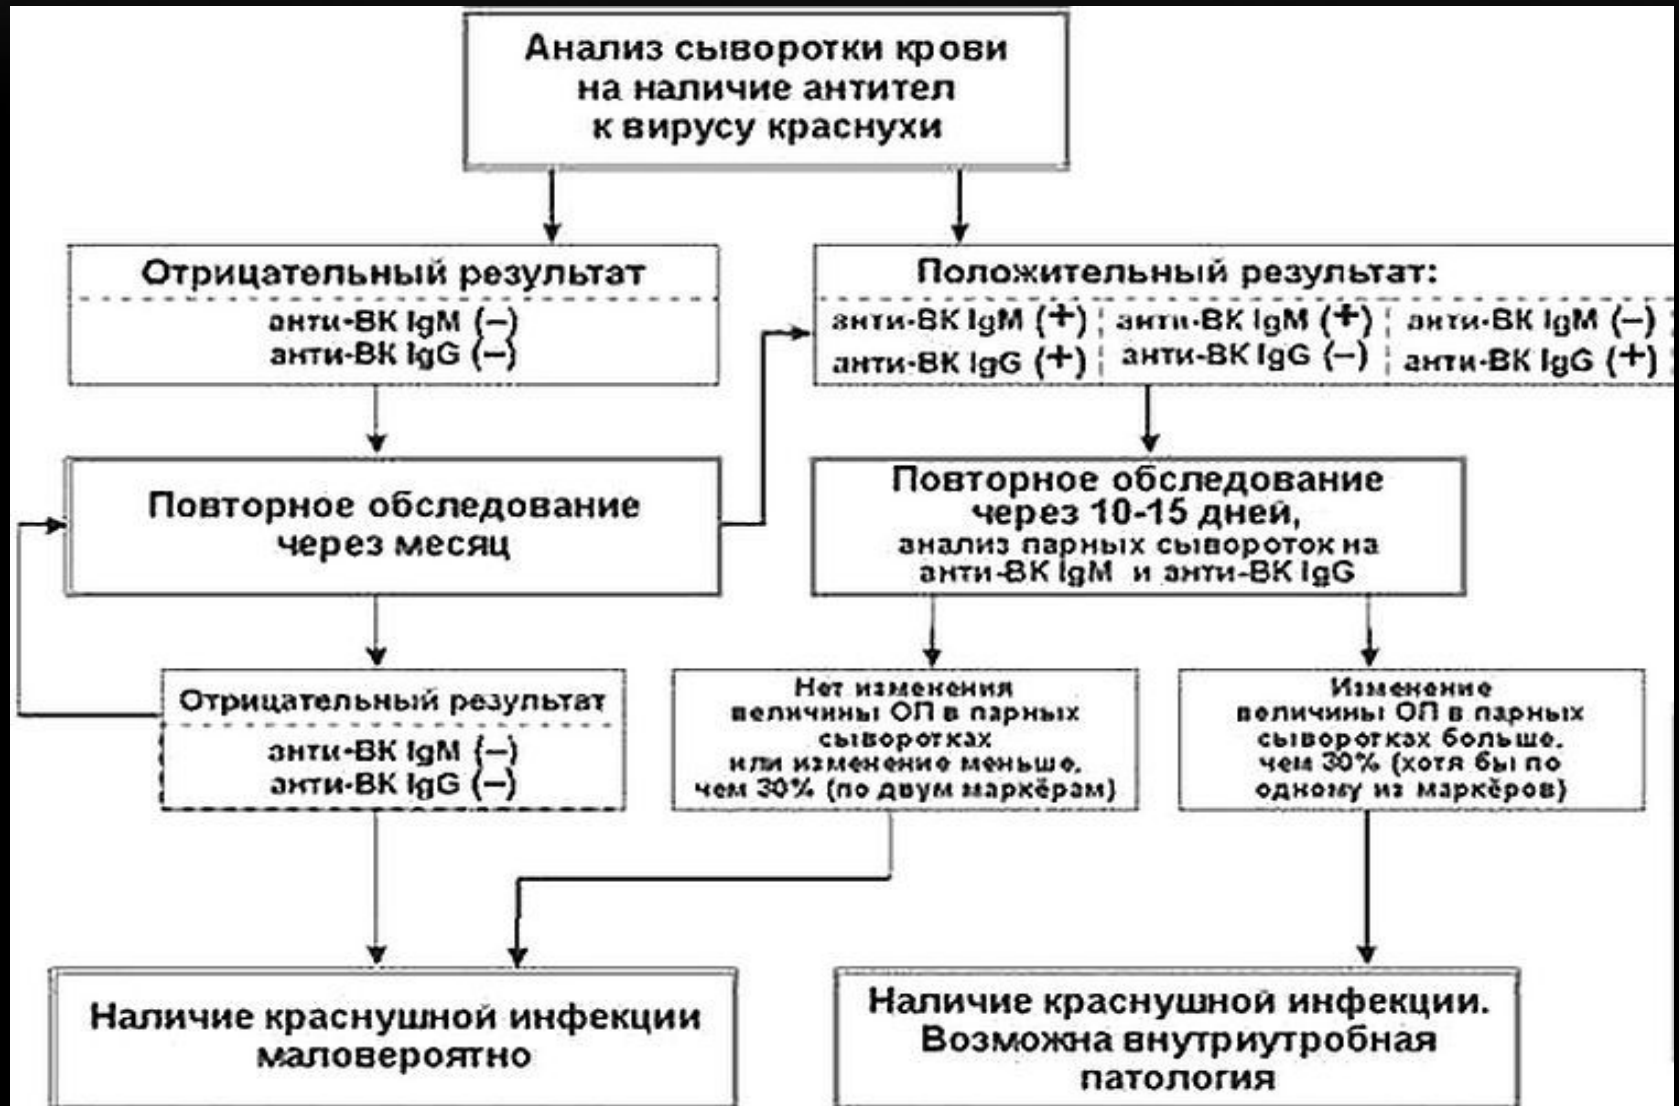 Анализ сыворотки крови
на наличие антител
к вирусу краснухи
Отрицательный результат
анти-ВК IgM (–)
анти-ВК IgG (–)
Положительный результат:
анти-ВК IgM (+)
анти-ВК IgG (+)
анти-ВК IgM (+)
анти-ВК IgG (–)
анти-ВК IgM (–)
анти-ВК IgG (+)
Повторное обследование
через месяц
Повторное обследование
через 10-15 дней,
анализ парных сывороток на
анти-ВК IgM и анти-ВК IgG
Отрицательный результат
анти-ВК IgM (–)
анти-ВК IgG (–)
Нет изменения
величины ОП в парных
сыворотках
или изменение меньше,
чем 30% (по двум маркёрам)
Изменение
величины ОП в парных
сыворотках больше,
чем 30% (хотя бы по
одному из маркёров)
Наличие краснушной инфекции
маловероятно
Наличие краснушной инфекции.
Возможна внутриутробная
патология